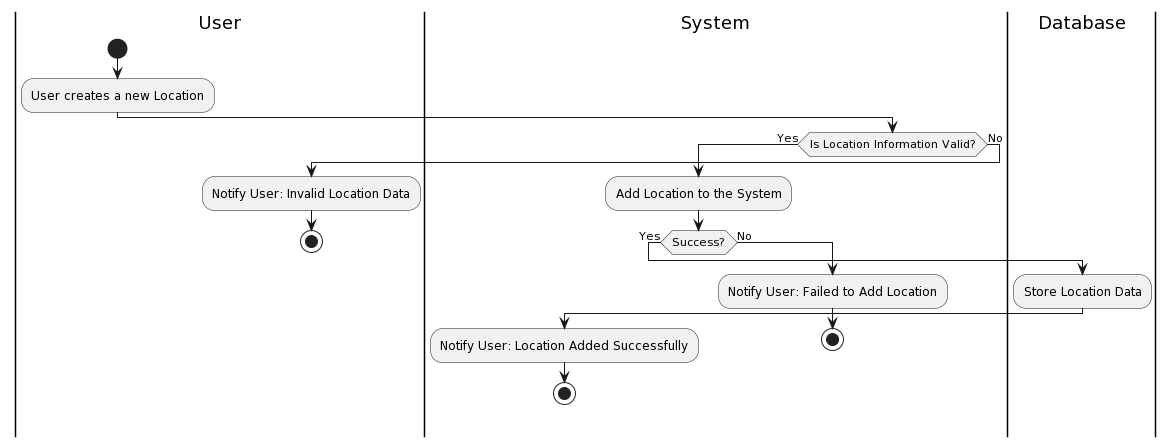 User
System
Database
User creates a new Location
Yes
Is Location Information Valid?
No
Notify User: Invalid Location Data
Add Location to the System
Yes
Success?
No
Notify User: Failed to Add Location
Store Location Data
Notify User: Location Added Successfully